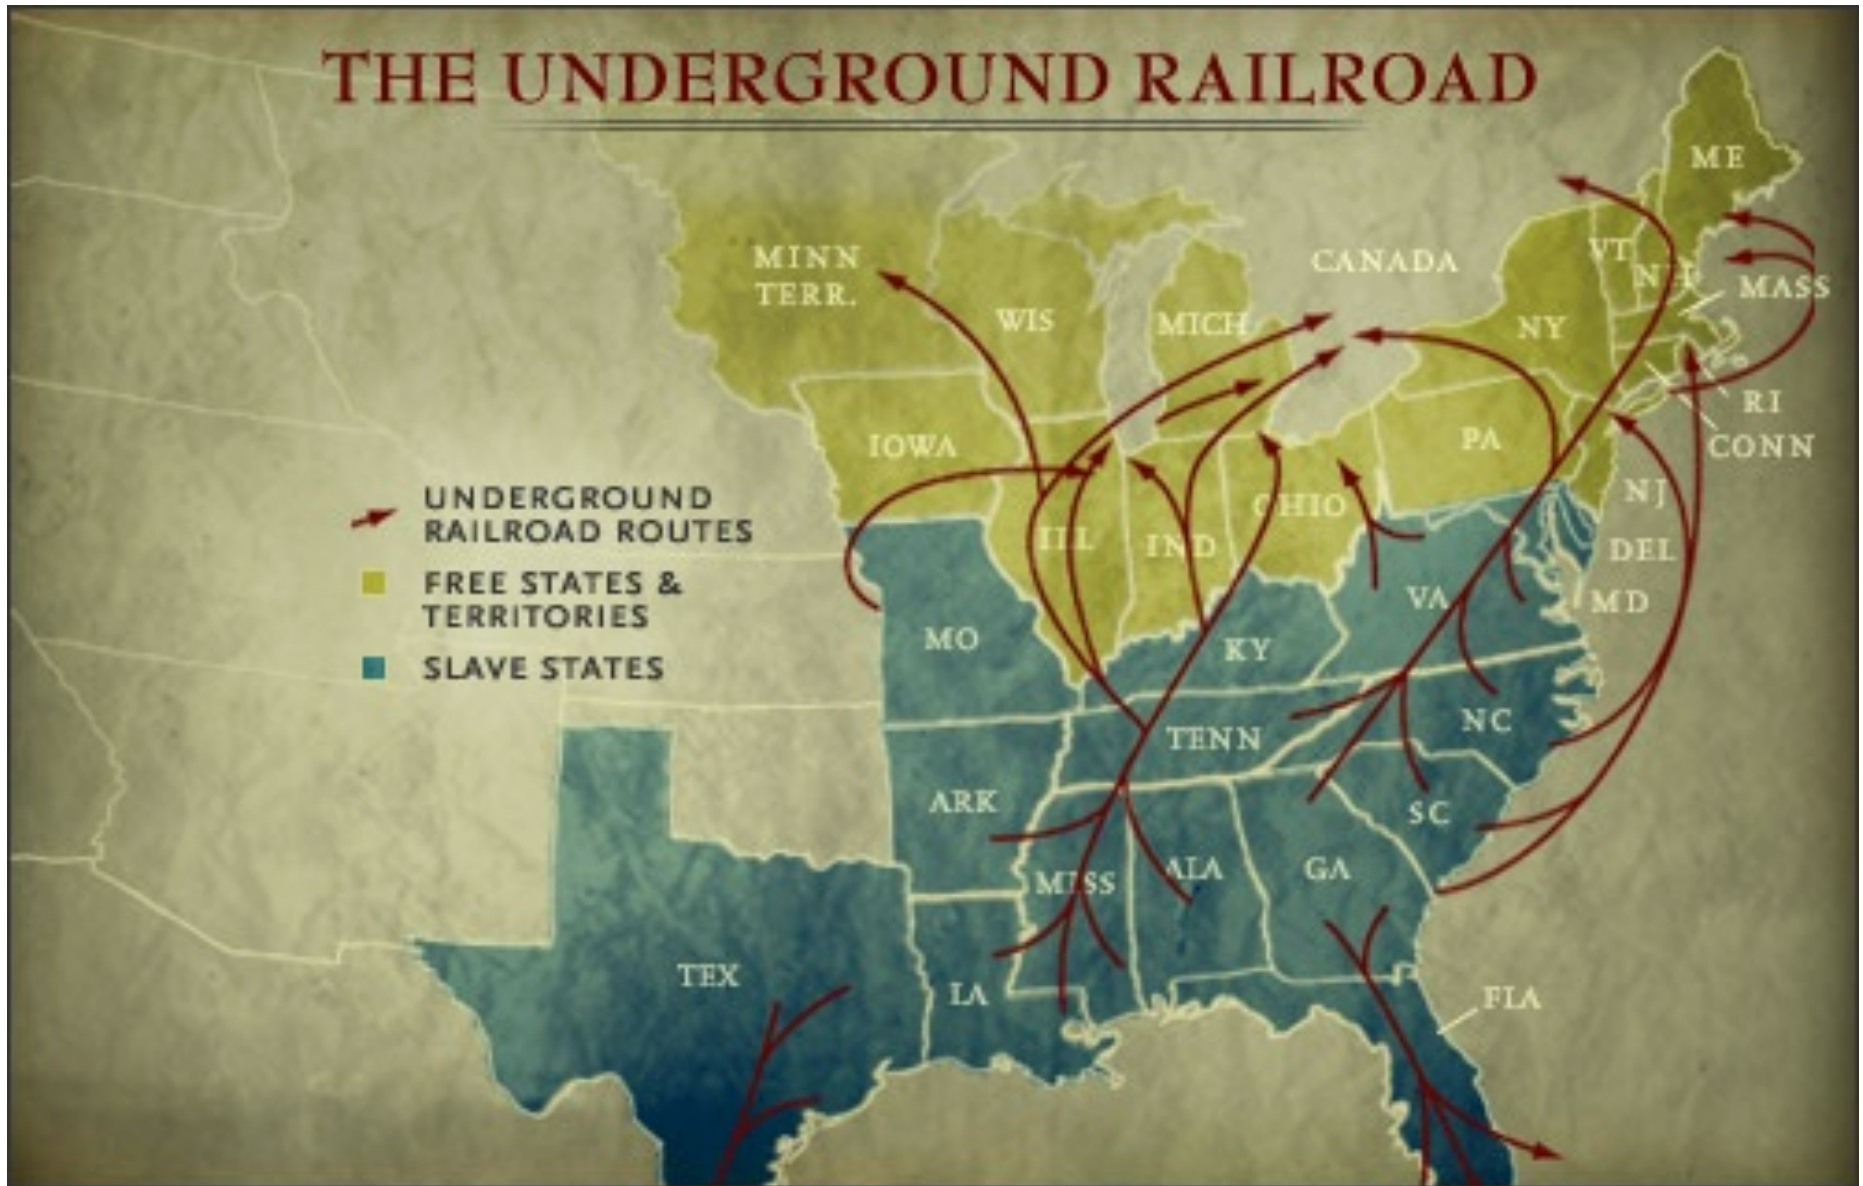 THE UNDERGROUND RAILROAD
ME
MINN
TERR.
CANADA
VT
NH
MASS
WIS
MICH
NY
RI
CONN
IOWA
PA
NJ
UNDERGROUND
RAILROAD ROUTES
ILL
IND
OHIO
DEL
FREE STATES &
TERRITORIES
VA
MD
SLAVE STATES
MO
KY
NC
TENN
ARK
SC
MISS
ALA
GA
TEX
LA
FLA